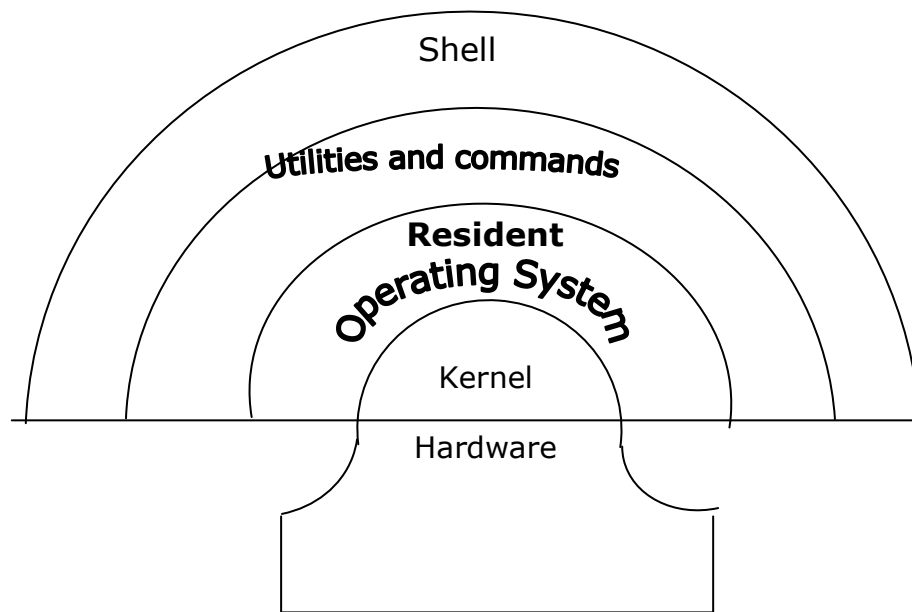 Shell
Utilities and commands
Resident
Operating System
Kernel
Hardware